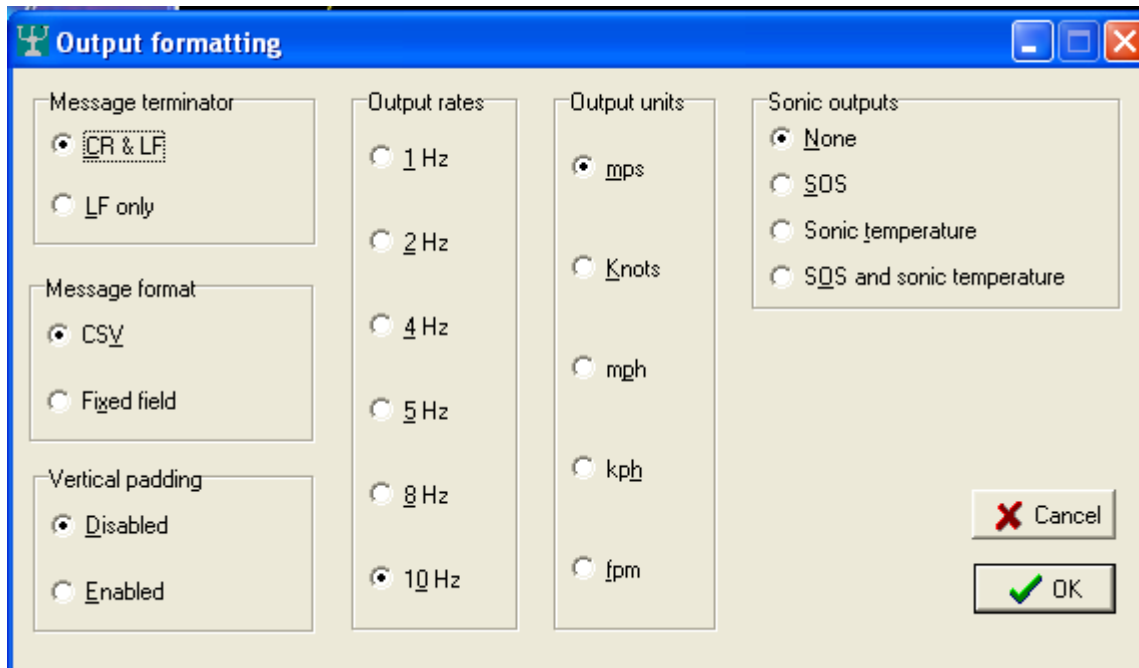 Output formatting
Message terminator
CR & LF
LF only
Message format
CSV
Fixed field
Vertical padding
Disabled
Enabled
Output rates
1 Hz
2 Hz
4 Hz
5 Hz
8 Hz
10 Hz
Output units
mps
Knots
mph
kph
fpm
Sonic outputs
None
SOS
Sonic temperature
SOS and sonic temperature
Cancel
OK